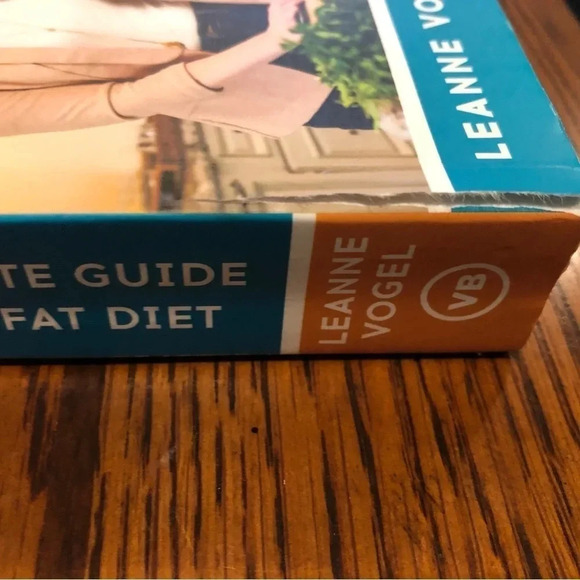 LEANNE VO
TE GUIDE
FAT DIET
LEANNE
VOGEL
VB